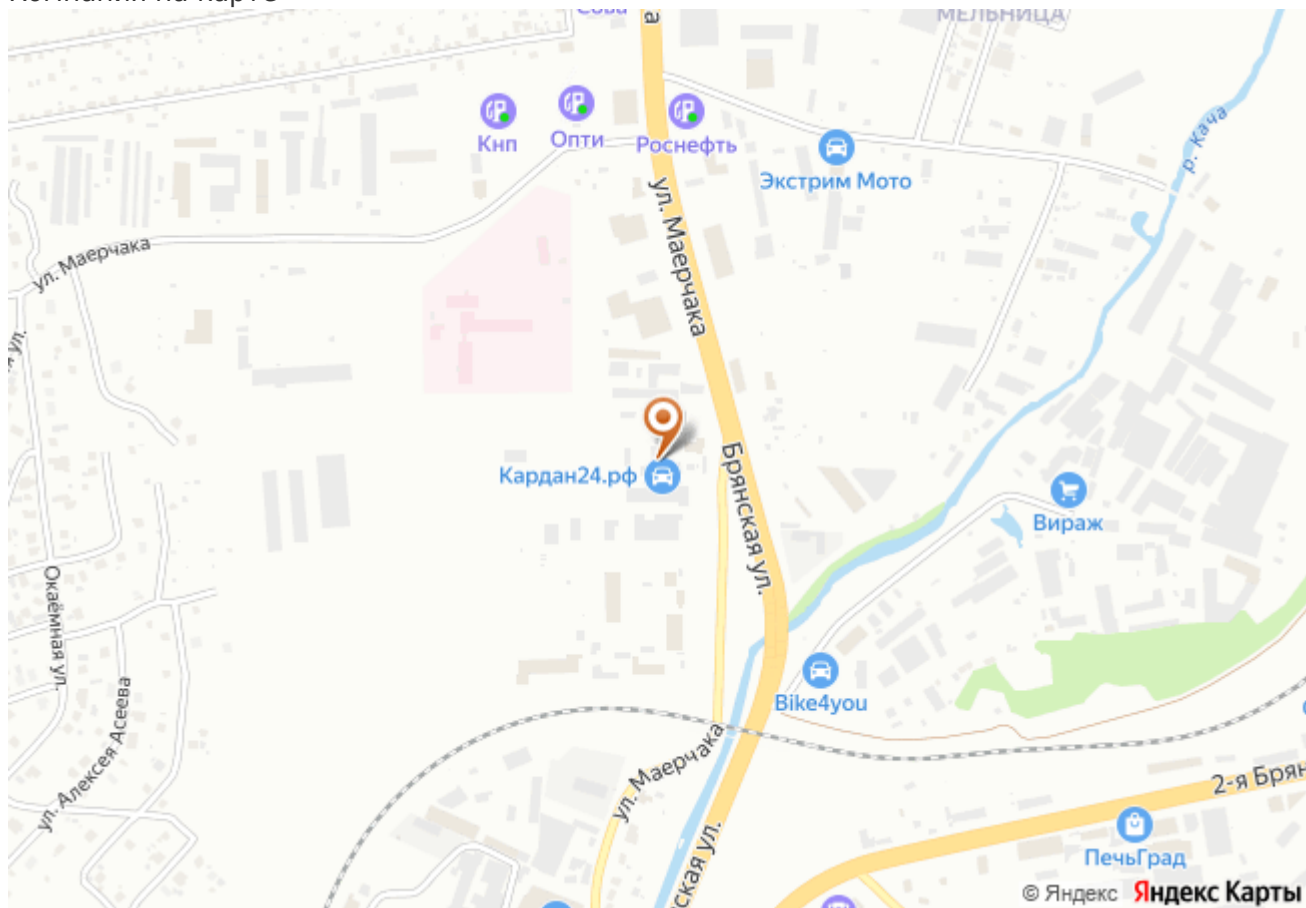 Сова
МЕЛЬНИЦА
Кнп
Опти
Роснефть
Экстрим Мото
р. Кача
ул. Маерчака
ул. Маерчака
Кардан24.рф
Брянская ул.
Вираж
Окаёмная ул.
ул. Алексея Асеева
Bike4you
ул. Маерчака
2-я Брян
ская ул.
ПечьГрад
© Яндекс Яндекс Карты